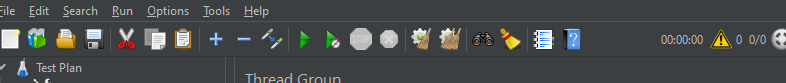 File Edit Search Run Options Tools Help
00:00:00 0 0/0
Test Plan
Thread Group